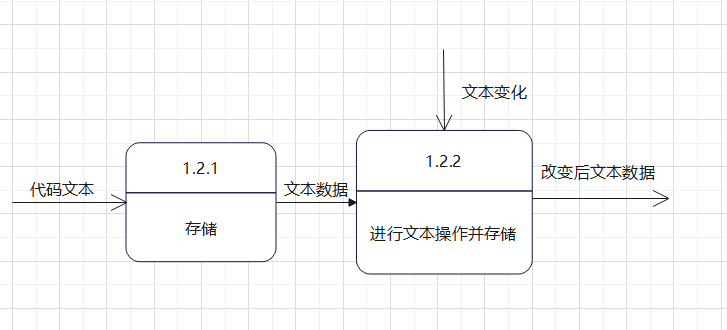 文本变化
1.2.1
1.2.2
代码文本
文本数据
改变后文本数据
存储
进行文本操作并存储